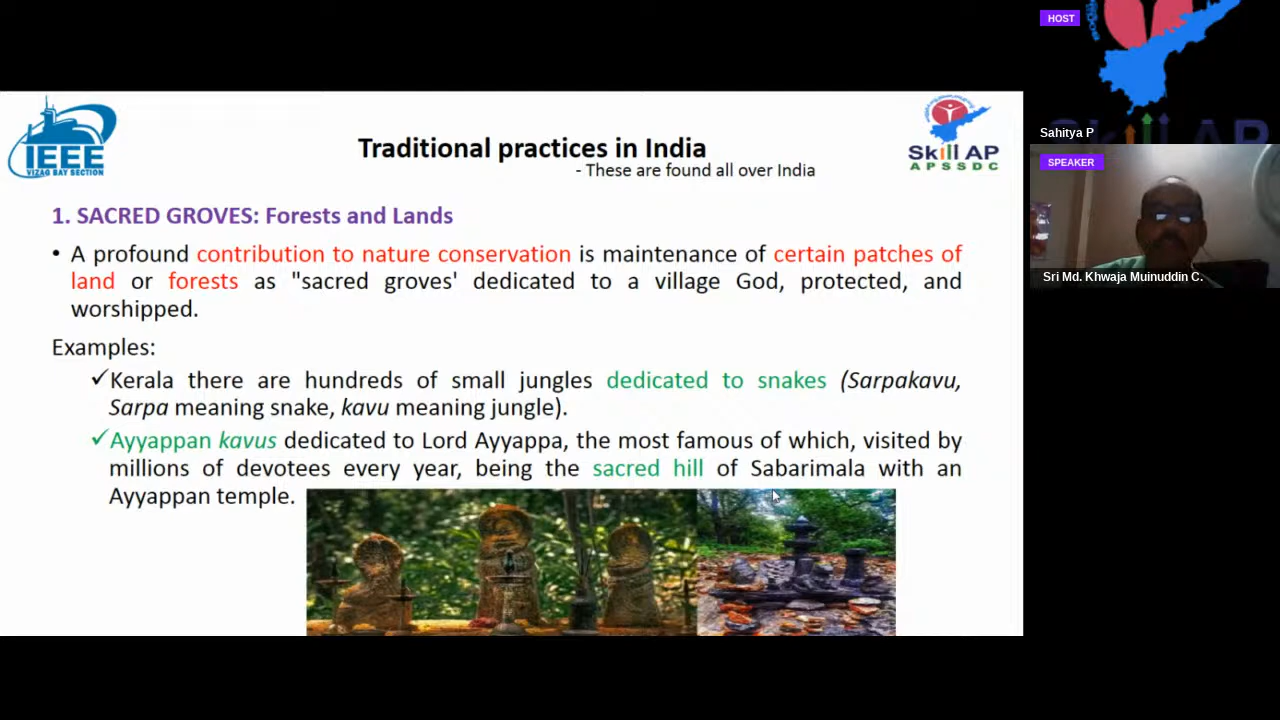 HOST
Sahitya P
SPEAKER
Sri Md. Khwaja Muinuddin C.
IEEE
VIZAG BAY SECTION
Skill AP
APSSDC
Traditional practices in India
- These are found all over India
1. SACRED GROVES: Forests and Lands
• A profound contribution to nature conservation is maintenance of certain patches of
land or forests as "sacred groves' dedicated to a village God, protected, and
worshipped.
Examples:
✓Kerala there are hundreds of small jungles dedicated to snakes (Sarpakavu,
Sarpa meaning snake, kavu meaning jungle).
✓Ayyappan kavus dedicated to Lord Ayyappa, the most famous of which, visited by
millions of devotees every year, being the sacred hill of Sabarimala with an
Ayyappan temple.